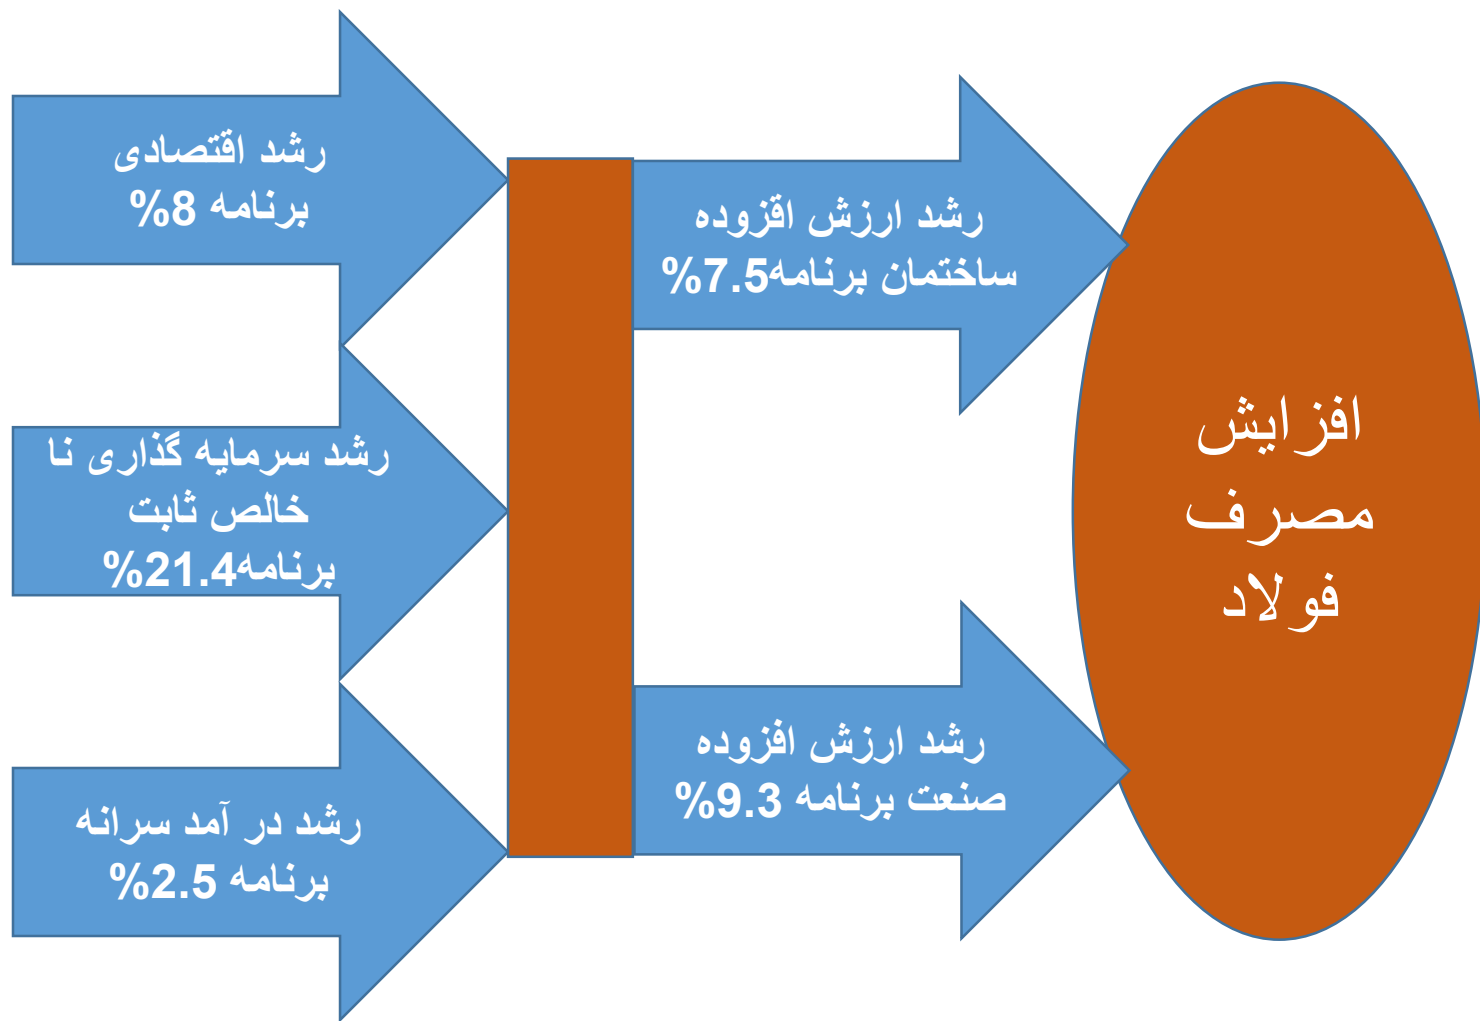 رشد اقتصادی
برنامه 8%
رشد سرمایه گذاری نا
خالص ثابت
برنامه21.4%
رشد در آمد سرانه
برنامه 2.5%
رشد ارزش اقزوده
ساختمان برنامه7.5%
رشد ارزش افزوده
صنعت برنامه 9.3%
افزایش
مصرف
فولاد